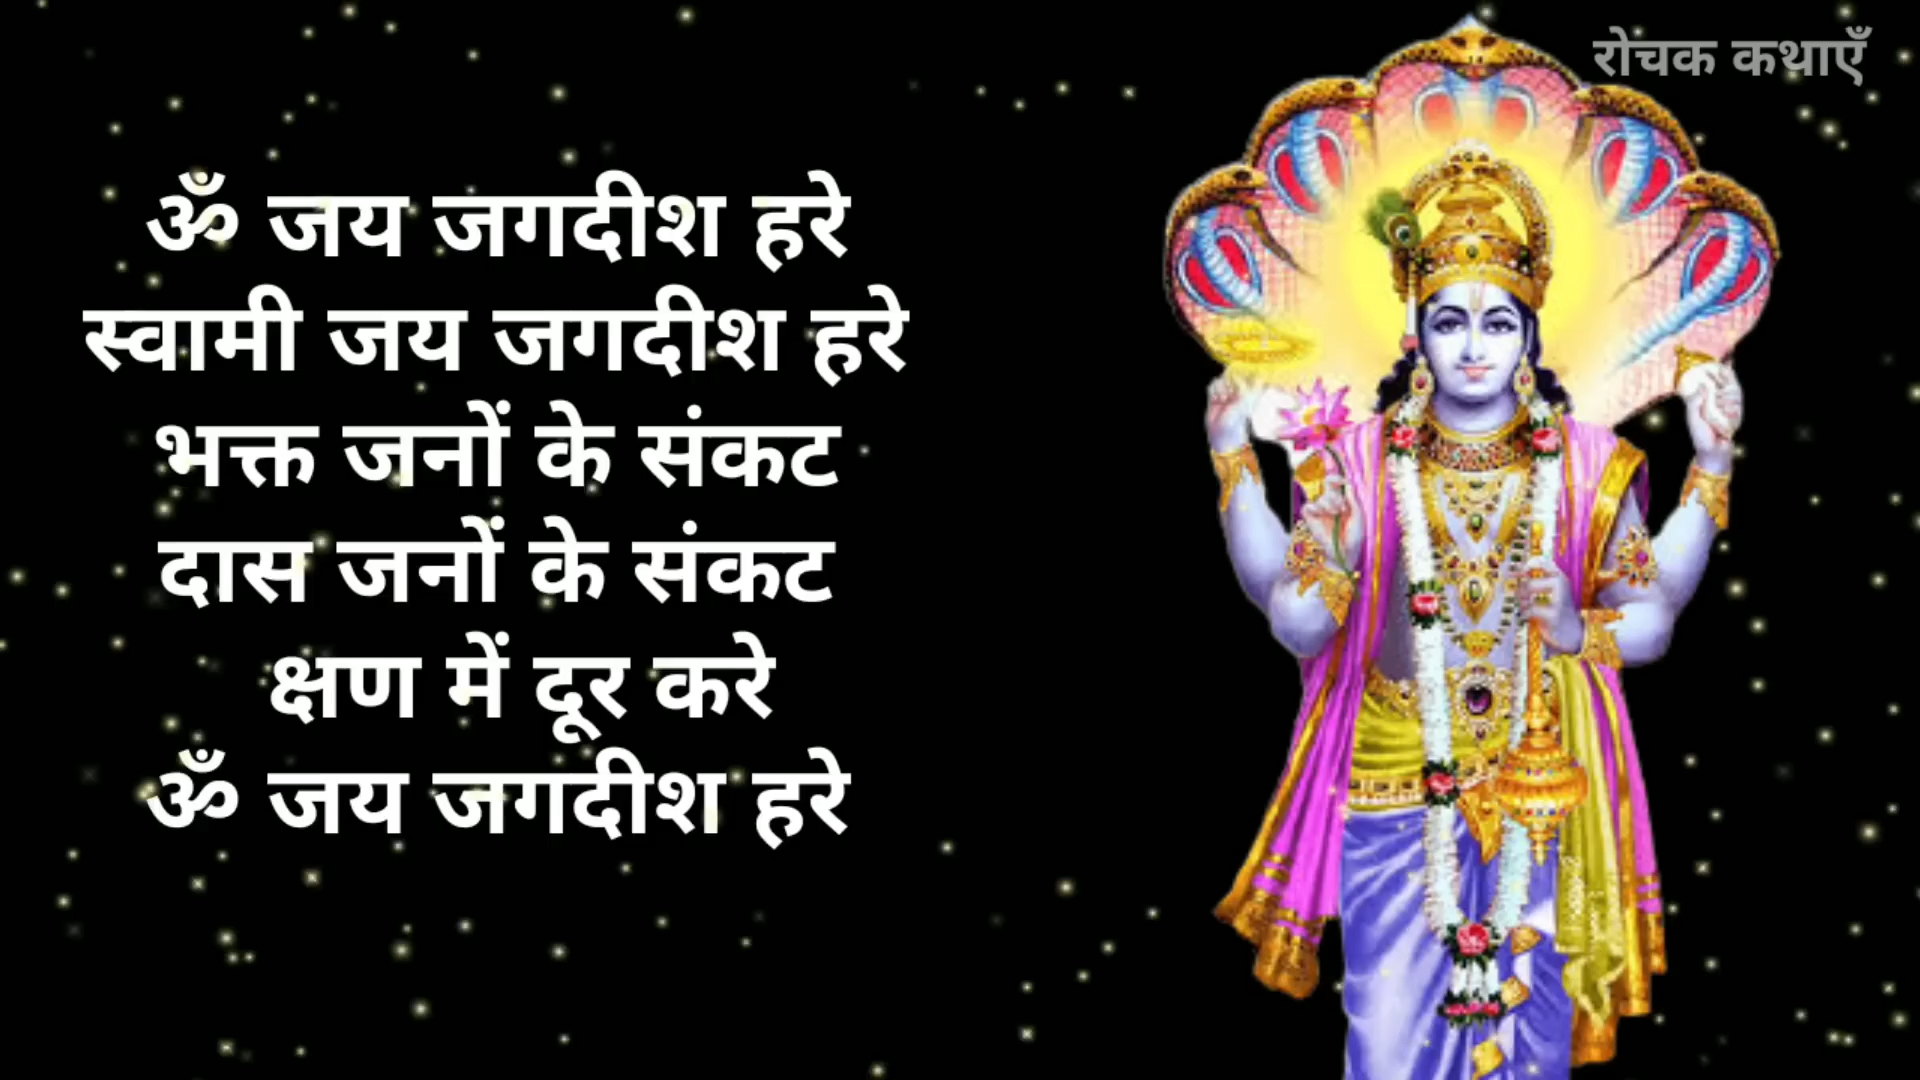 रोचक कथाएँ
ॐ जय जगदीश हरे
स्वामी जय जगदीश हरे
भक्त जनों के संकट
दास जनों के संकट
क्षण में दूर करे
ॐ जय जगदीश हरे